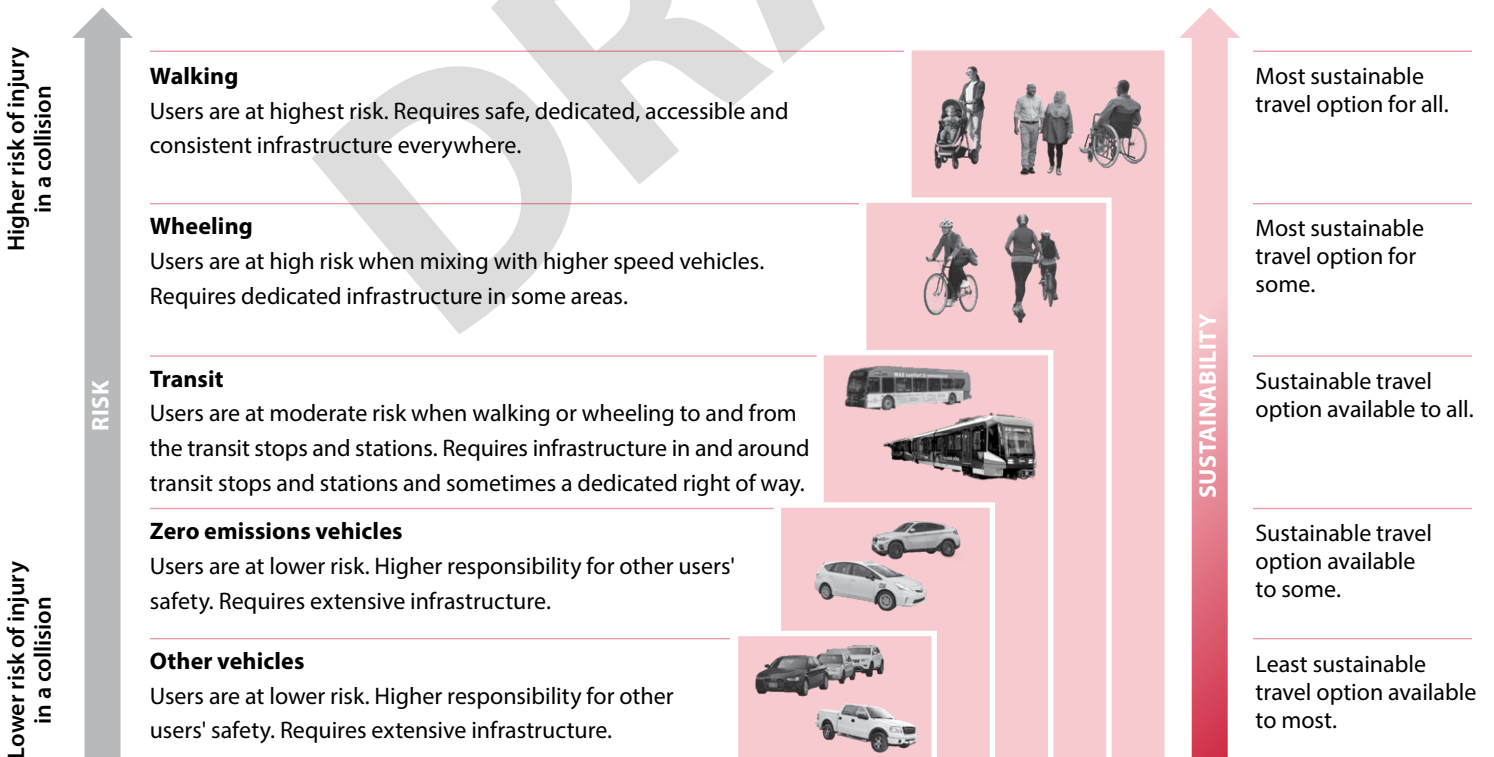 Higher risk of injury
in a collision
Lower risk of injury
in a collision
RISK
DRA
Walking
Users are at highest risk. Requires safe, dedicated, accessible and
consistent infrastructure everywhere.
Most sustainable
travel option for all.
Wheeling
Users are at high risk when mixing with higher speed vehicles.
Requires dedicated infrastructure in some areas.
Most sustainable
travel option for
some.
Transit
Users are at moderate risk when walking or wheeling to and from
the transit stops and stations. Requires infrastructure in and around
transit stops and stations and sometimes a dedicated right of way.
Sustainable travel
option available to all.
Zero emissions vehicles
Users are at lower risk. Higher responsibility for other users'
safety. Requires extensive infrastructure.
Sustainable travel
option available
to some.
Other vehicles
Users are at lower risk. Higher responsibility for other
users' safety. Requires extensive infrastructure.
Least sustainable
travel option available
to most.
SUSTAINABILITY